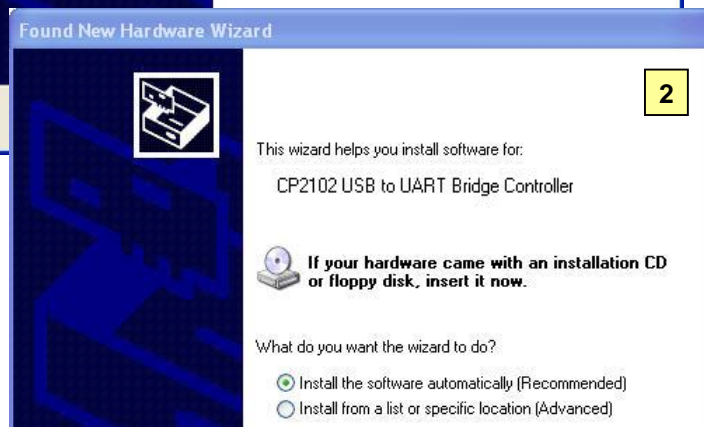 Found New Hardware Wizard
2
This wizard helps you install software for:
CP2102 USB to UART Bridge Controller
If your hardware came with an installation CD
or floppy disk, insert it now.
What do you want the wizard to do?
Install the software automatically (Recommended)
Install from a list or specific location (Advanced)